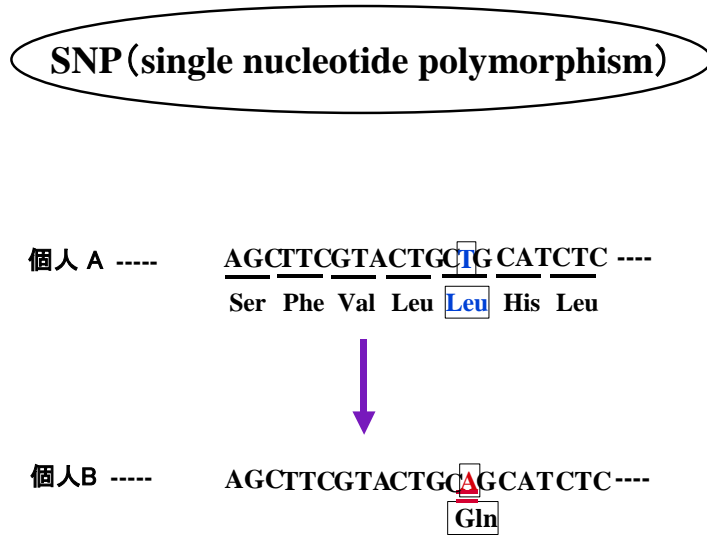 SNP（single nucleotide polymorphism）
個人 A ----- AGCTTCGTACTGCTGCATCTC ----
Ser Phe Val Leu Leu His Leu
個人B ----- AGCTTCGTACTGCAGCATCTC----
Gln